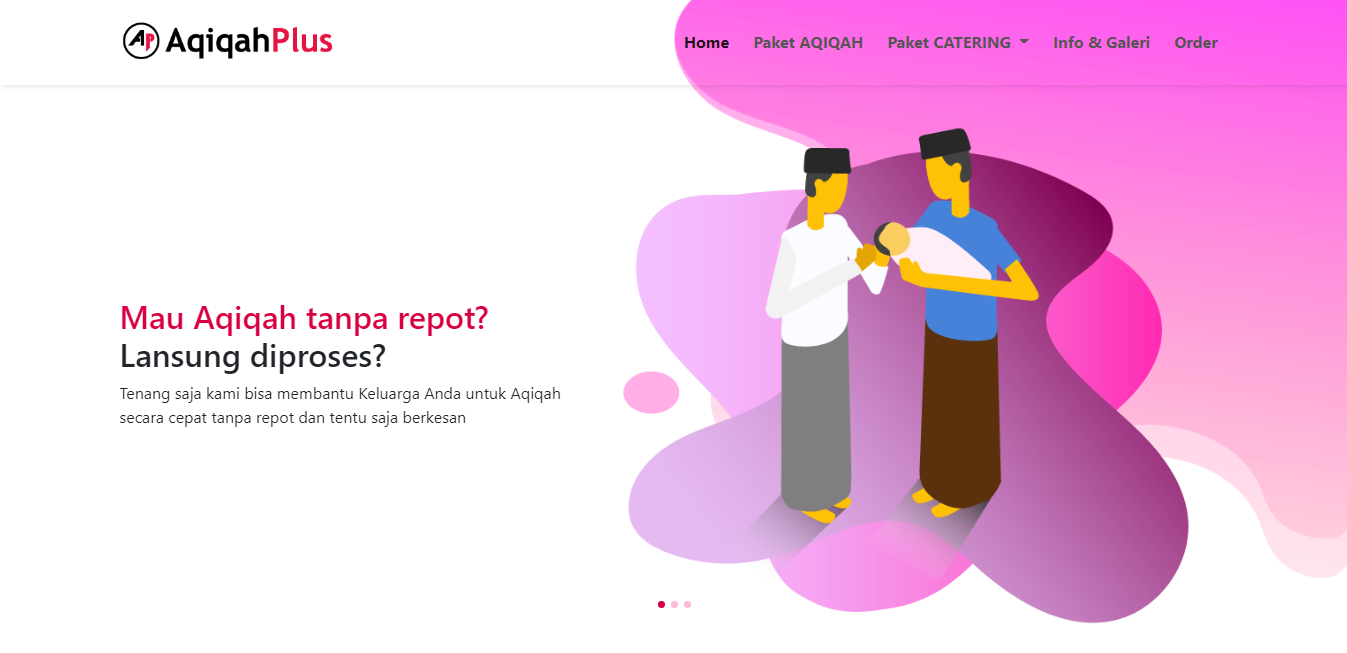 AP AqiqahPlus
Home Paket AQIQAH Paket CATERING Info & Galeri Order
Mau Aqiqah tanpa repot?
Lansung diproses?
Tenang saja kami bisa membantu Keluarga Anda untuk Aqiqah
secara cepat tanpa repot dan tentu saja berkesan